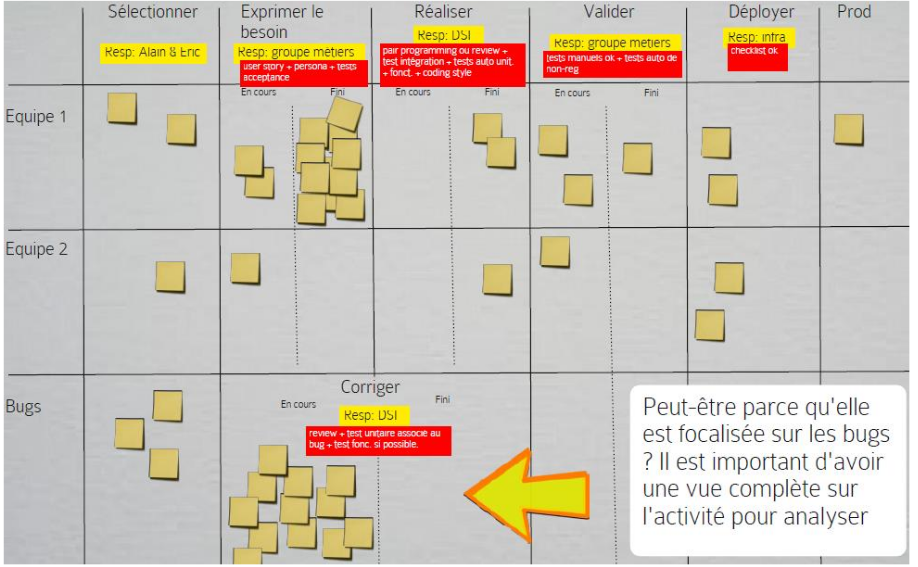 Sélectionner
Exprimer le
besoin
Réaliser
Valider
Déployer
Prod
Resp: Alain & Eric
Resp: groupe métiers
user story + persona + tests
acceptance
Resp: DSI
pair programming ou review +
test intégration + tests auto unit.
+ fonct. + coding style
Resp: groupe métiers
tests manuels ok + tests auto de
non-reg
Resp: infra
checklist ok
En cours
Fini
En cours
Fini
En cours
Fini
Equipe 1
Equipe 2
Bugs
Corriger
En cours
Fini
Resp: DSI
review + test unitaire associé au
bug + test fonc. si possible.
Peut-être parce qu'elle
est focalisée sur les bugs
? Il est important d'avoir
une vue complète sur
l'activité pour analyser